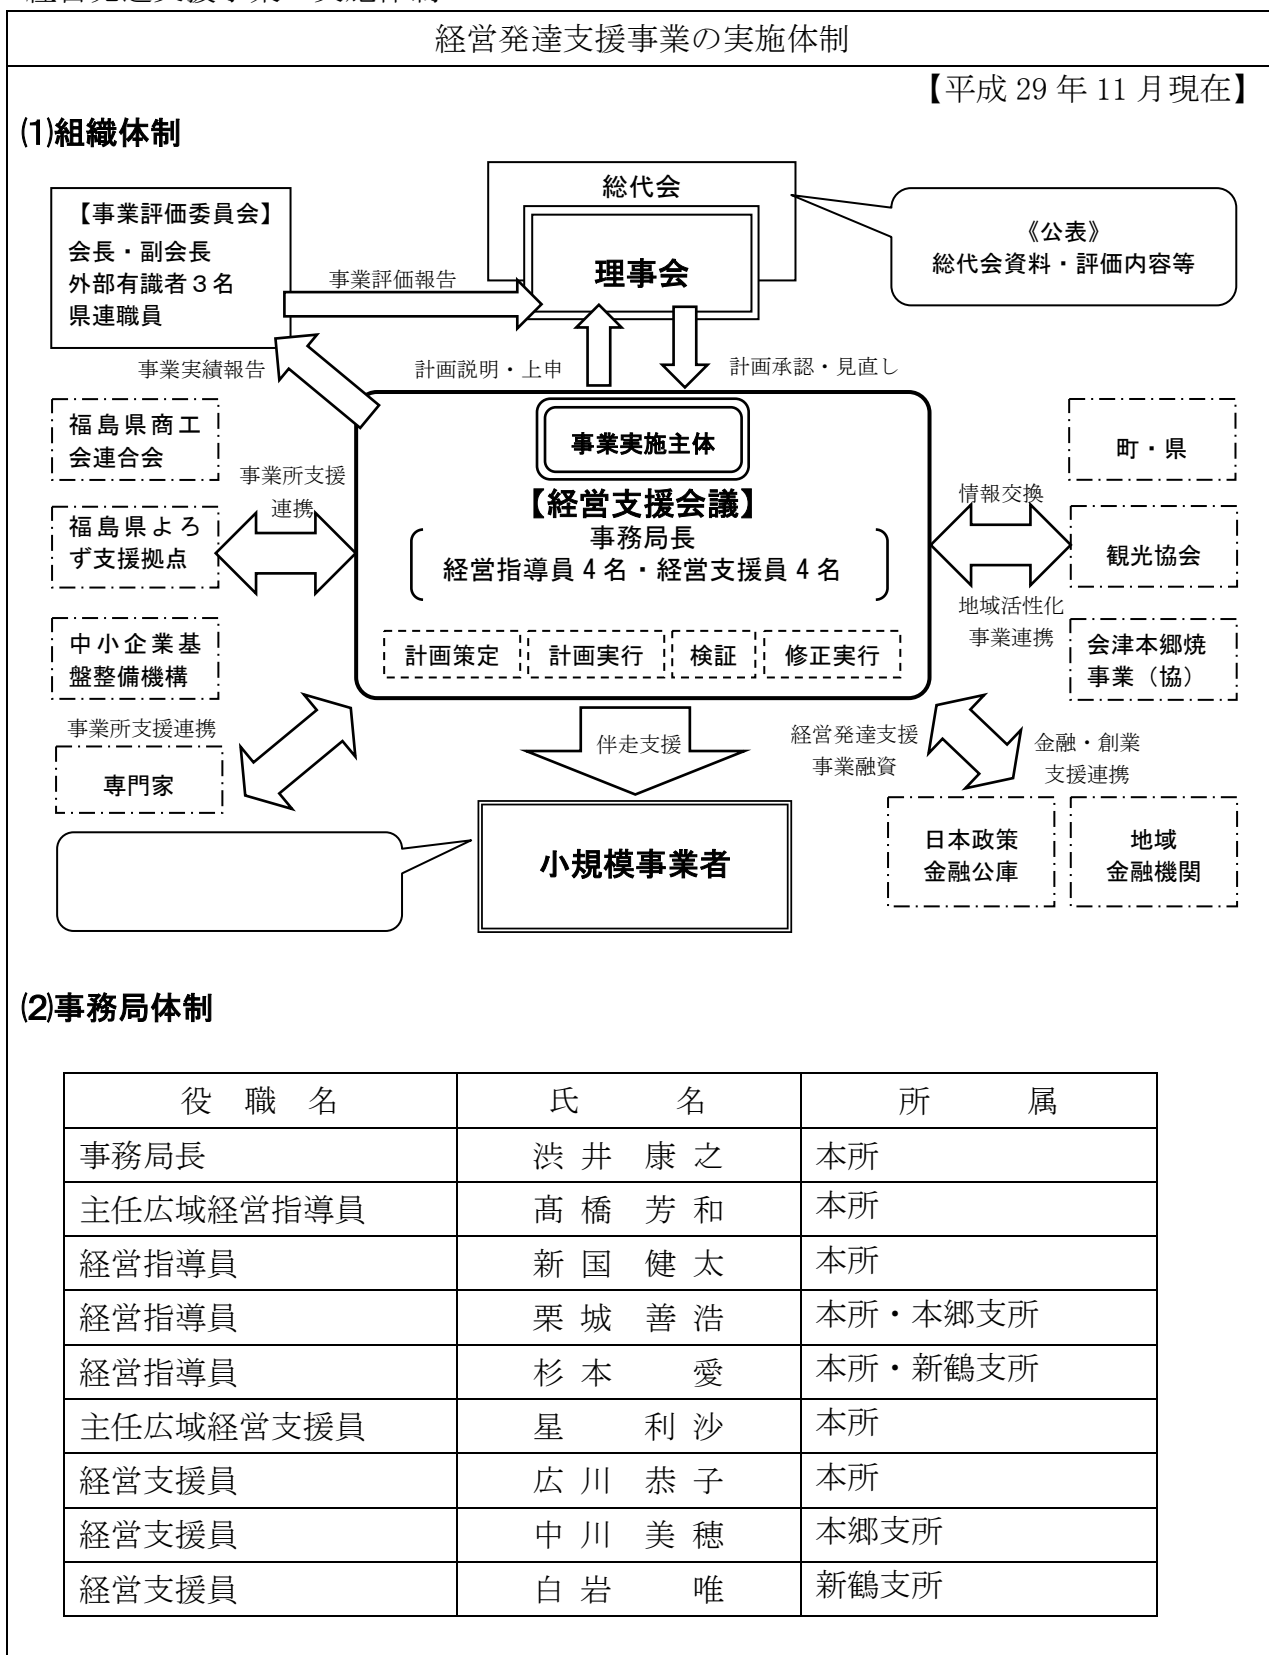 経営発達支援事業の実施体制
【平成 29 年 11 月現在】
⑴組織体制
総代会
理事会
【事業評価委員会】
会長・副会長
外部有識者３名
県連職員
《公表》
総代会資料・評価内容等
事業評価報告
事業実績報告
計画説明・上申
計画承認・見直し
福島県商工
会連合会
事業所支援
連携
福島県よろ
ず支援拠点
中小企業基
盤整備機構
事業所支援連携
専門家
事業実施主体
【経営支援会議】
事務局長
経営指導員 4 名・経営支援員 4 名
計画策定
計画実行
検証
修正実行
町・県
情報交換
観光協会
地域活性化
事業連携
会津本郷焼
事業（協）
伴走支援
経営発達支援
事業融資
金融・創業
支援連携
日本政策
金融公庫
地域
金融機関
小規模事業者
⑵事務局体制
役 職 名 氏 名 所 属
事務局長 渋井 康之 本所
主任広域経営指導員 髙橋 芳和 本所
経営指導員 新国 健太 本所
経営指導員 栗城 善浩 本所・本郷支所
経営指導員 杉本 愛 本所・新鶴支所
主任広域経営支援員 星 利沙 本所
経営支援員 広川 恭子 本所
経営支援員 中川 美穂 本郷支所
経営支援員 白岩 唯 新鶴支所